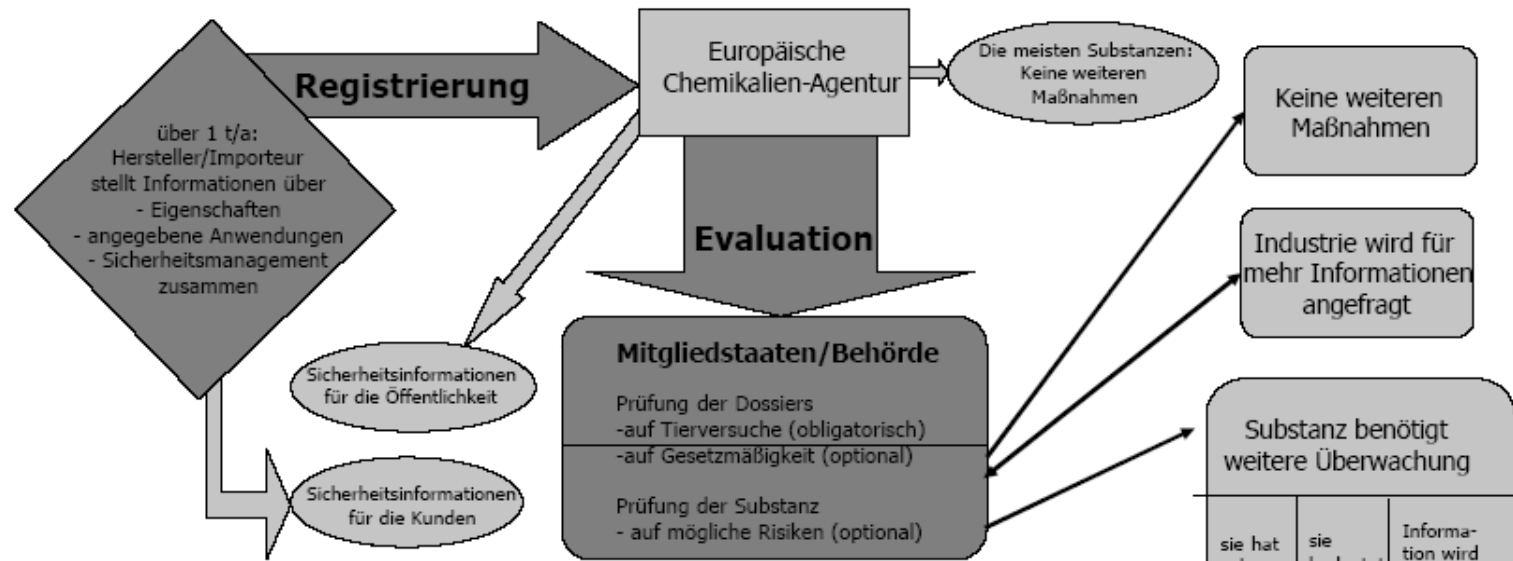 über 1 t/a:
Hersteller/Importeur
stellt Informationen über
- Eigenschaften
- angegebene Anwendungen
- Sicherheitsmanagement
zusammen
Registrierung
Europäische
Chemikalien-Agentur
Die meisten Substanzen:
Keine weiteren
Maßnahmen
Keine weiteren
Maßnahmen
Evaluation
Industrie wird für
mehr Informationen
angefragt
Sicherheitsinformationen
für die Öffentlichkeit
Sicherheitsinformationen
für die Kunden
Mitgliedstaaten/Behörde
Prüfung der Dossiers
-auf Tierversuche (obligatorisch)
-auf Gesetzmäßigkeit (optional)
Prüfung der Substanz
- auf mögliche Risiken (optional)
Substanz benötigt
weitere Überwachung
sie hat
sie
Informa-
tion wird